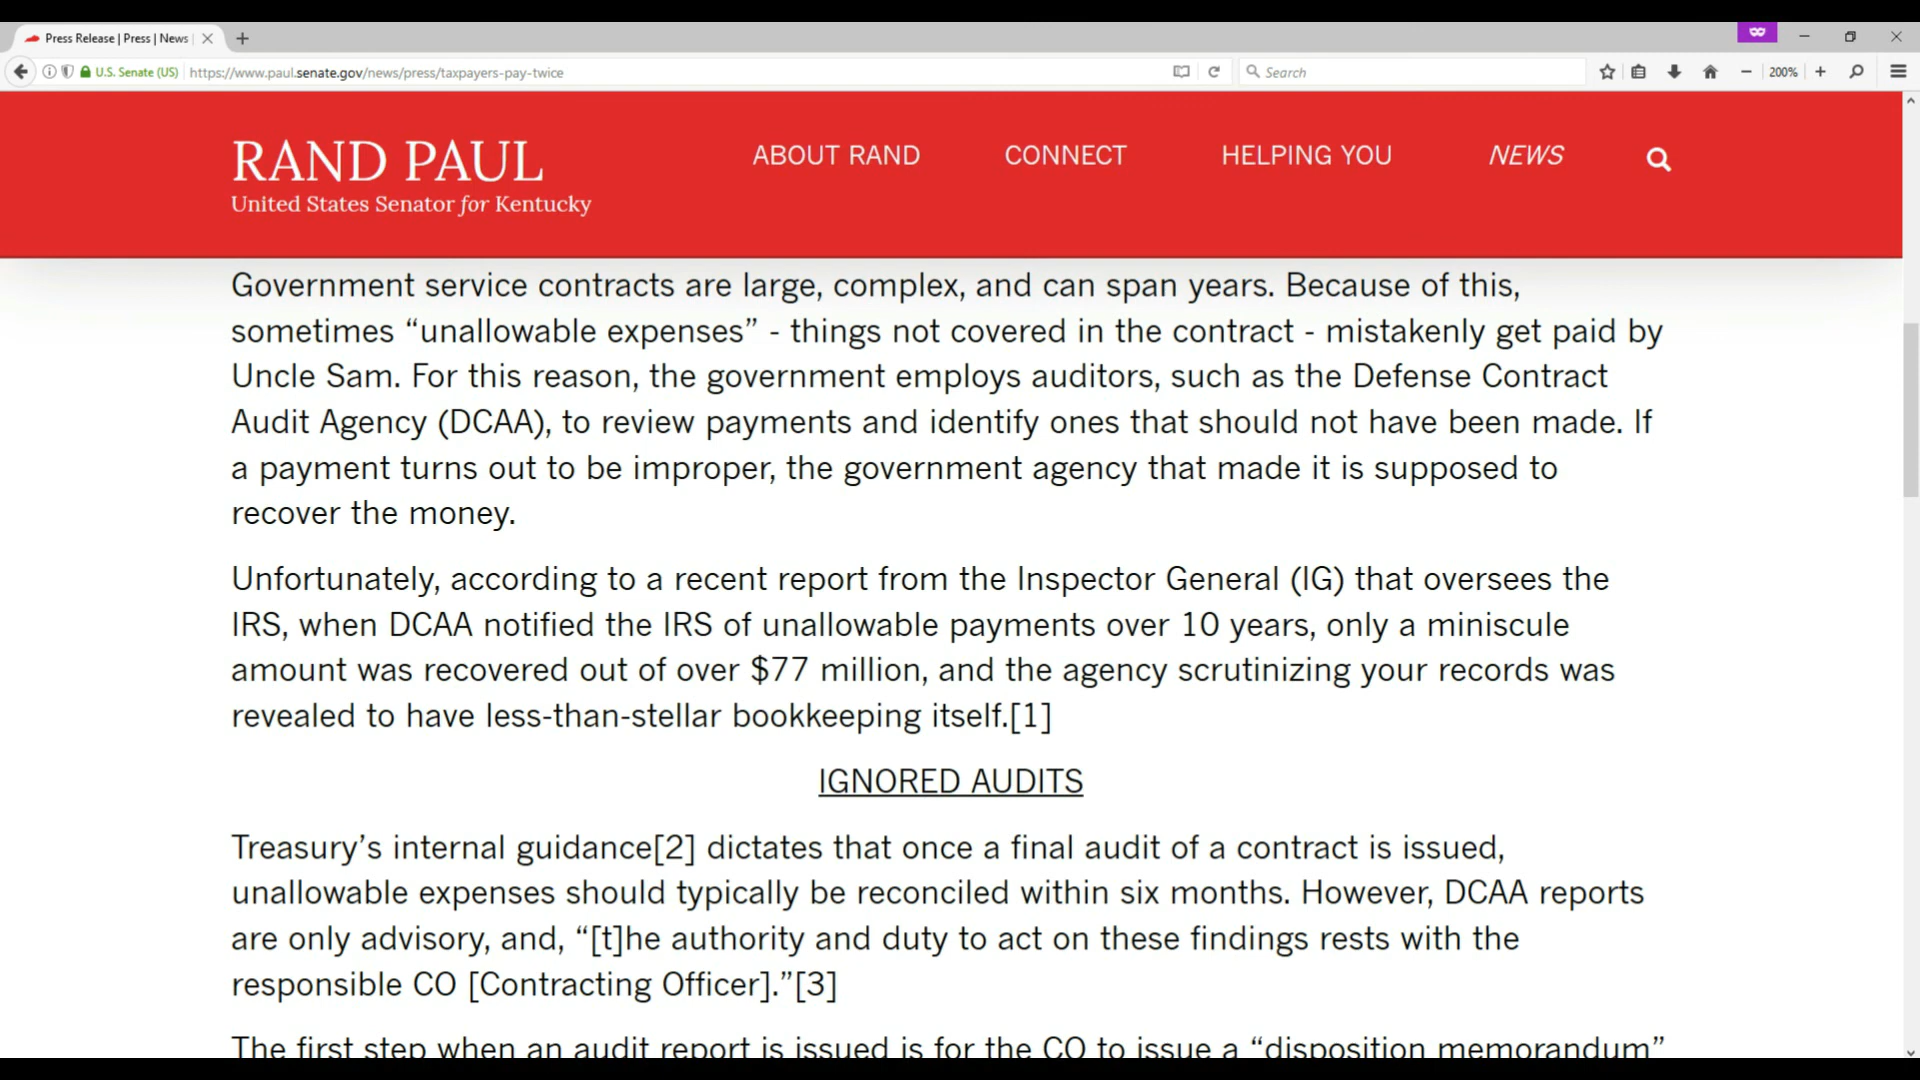 Press Release | Press | News
U.S. Senate (US)
https://www.paul.senate.gov/news/press/taxpayers-pay-twice
Search
200%
RAND PAUL
United States Senator for Kentucky
ABOUT RAND
CONNECT
HELPING YOU
NEWS
Government service contracts are large, complex, and can span years. Because of this,
sometimes “unallowable expenses” - things not covered in the contract - mistakenly get paid by
Uncle Sam. For this reason, the government employs auditors, such as the Defense Contract
Audit Agency (DCAA), to review payments and identify ones that should not have been made. If
a payment turns out to be improper, the government agency that made it is supposed to
recover the money.
Unfortunately, according to a recent report from the Inspector General (IG) that oversees the
IRS, when DCAA notified the IRS of unallowable payments over 10 years, only a miniscule
amount was recovered out of over $77 million, and the agency scrutinizing your records was
revealed to have less-than-stellar bookkeeping itself.[1]
IGNORED AUDITS
Treasury’s internal guidance[2] dictates that once a final audit of a contract is issued,
unallowable expenses should typically be reconciled within six months. However, DCAA reports
are only advisory, and, “[t]he authority and duty to act on these findings rests with the
responsible CO [Contracting Officer].”[3]
The first step when an audit report is issued is for the CO to issue a “disposition memorandum”